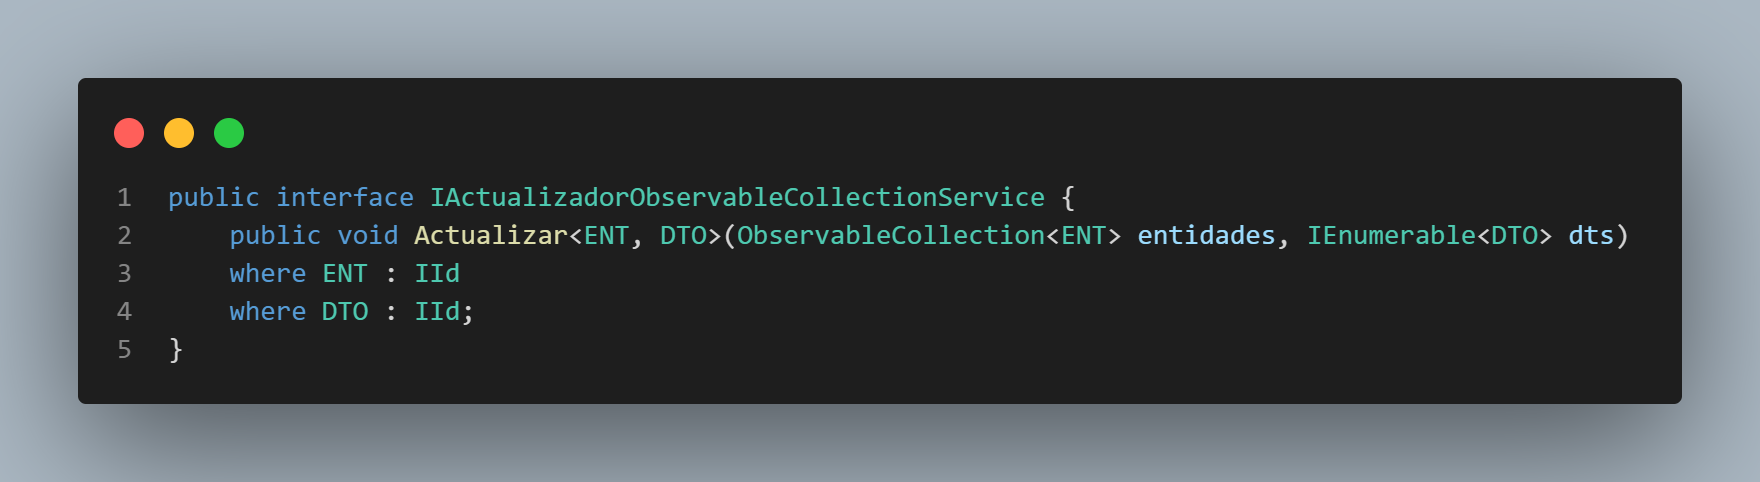 1 public interface IActualizadorObservableCollectionService {
2 public void Actualizar<ENT, DTO>(ObservableCollection<ENT> entidades, IEnumerable<DTO> dts)
3 where ENT : IId
4 where DTO : IId;
5 }